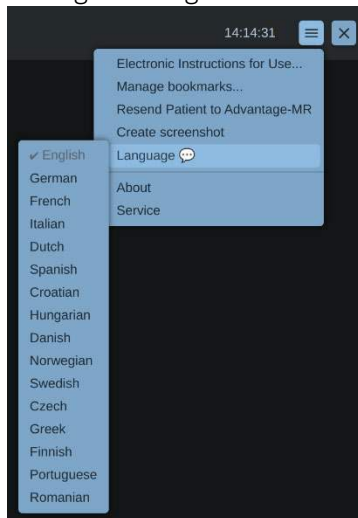 14:14:31
Electronic Instructions for Use...
Manage bookmarks...
Resend Patient to Advantage-MR
Create screenshot
Language 💬
About
Service
✔ English
German
French
Italian
Dutch
Spanish
Croatian
Hungarian
Danish
Norwegian
Swedish
Czech
Greek
Finnish
Portuguese
Romanian